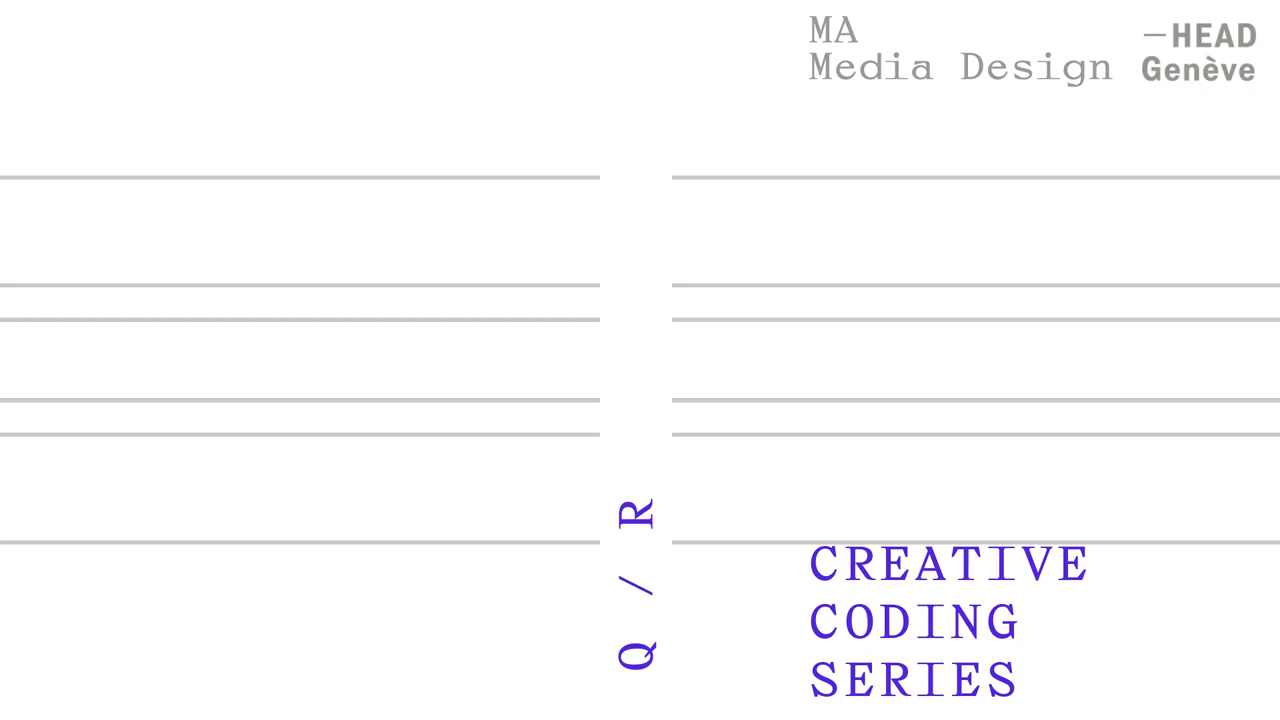 MA
Media Design
—HEAD
Genève
Q / R
CREATIVE
CODING
SERIES